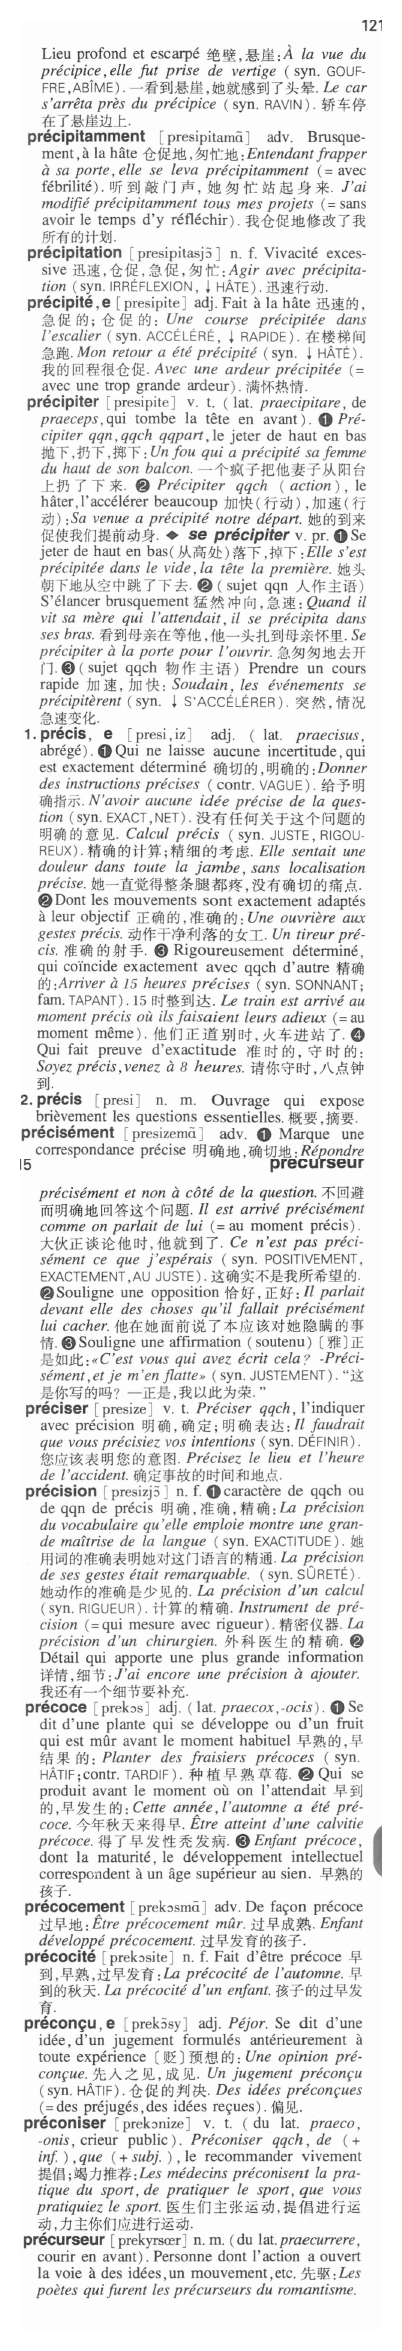 121
Lieu profond et escarpé 绝壁,悬崖:À la vue du
précipice,elle fut prise de vertige ( syn. GOUF-
FRE,ABÎME). 一看到悬崖,她就感到了头晕. Le car
s'arrêta près du précipice ( syn. RAVIN). 轿车停
在了悬崖边上.
précipitamment [presipitamɑ̃] adv. Brusque-
ment,à la hâte 仓促地,匆忙地:Entendant frapper
à sa porte,elle se leva précipitamment (= avec
fébrilité). 听到敲门声, 她匆忙站起身来. J'ai
modifié précipitamment tous mes projets (= sans
avoir le temps d'y réfléchir). 我仓促地修改了我
所有的计划.
précipitation [presipitasjɔ̃] n. f. Vivacité exces-
sive 迅速,仓促,急促,匆忙:Agir avec précipita-
tion (syn. IRRÉFLEXION, ↓ HÂTE). 迅速行动.
précipité,e [presipite] adj. Fait à la hâte 迅速的,
急促的; 仓促的: Une course précipitée dans
l'escalier (syn. ACCÉLÉRÉ, ↓ RAPIDE). 在楼梯间
急跑. Mon retour a été précipité (syn. ↓ HÂTÉ).
我的回程很仓促. Avec une ardeur précipitée (=
avec une trop grande ardeur). 满怀热情.
précipiter [presipite] v. t. ( lat. praecipitare, de
praeceps,qui tombe la tête en avant). ❶ Pré-
cipiter qqn,qqch qqpart,le jeter de haut en bas
抛下,扔下,掷下:Un fou qui a précipité sa femme
du haut de son balcon. 一个疯子把他妻子从阳台
上扔了下来. ❷ Précipiter qqch ( action), le
hâter,l'accélérer beaucoup 加快(行动),加速(行
动):Sa venue a précipité notre départ. 她的到来
促使我们提前动身. ◆ se précipiter v. pr. ❶ Se
jeter de haut en bas(从高处)落下,掉下:Elle s'est
précipitée dans le vide,la tête la première. 她头
朝下地从空中跳了下去. ❷ ( sujet qqn 人作主语)
S'élancer brusquement 猛然冲向,急速:Quand il
vit sa mère qui l'attendait,il se précipita dans
ses bras. 看到母亲在等他,他一头扎到母亲怀里. Se
précipiter à la porte pour l'ouvrir. 急匆匆地去开
门. ❸ ( sujet qqch 物作主语) Prendre un cours
rapide 加速, 加快: Soudain, les événements se
précipitèrent (syn. ↓ S'ACCÉLÉRER). 突然,情况
急速变化.
1. précis, e [presi,iz] adj. ( lat. praecisus,
abrégé). ❶ Qui ne laisse aucune incertitude,qui
est exactement déterminé 确切的,明确的:Donner
des instructions précises ( contr. VAGUE). 给予明
确指示. N'avoir aucune idée précise de la ques-
tion (syn. EXACT,NET). 没有任何关于这个问题的
明确的意见. Calcul précis ( syn. JUSTE, RIGOU-
REUX). 精确的计算;精细的考虑. Elle sentait une
douleur dans toute la jambe, sans localisation
précise. 她一直觉得整条腿都疼,没有确切的痛点.
❷ Dont les mouvements sont exactement adaptés
à leur objectif 正确的,准确的: Une ouvrière aux
gestes précis. 动作干净利落的女工. Un tireur pré-
cis. 准确的射手. ❸ Rigoureusement déterminé,
qui coïncide exactement avec qqch d'autre 精确
的:Arriver à 15 heures précises (syn. SONNANT;
fam. TAPANT). 15 时整到达. Le train est arrivé au
moment précis où ils faisaient leurs adieux (= au
moment même). 他们正道别时, 火车进站了. ❹
Qui fait preuve d'exactitude 准时的, 守时的:
Soyez précis,venez à 8 heures. 请你守时,八点钟
到.
2. précis [presi] n. m. Ouvrage qui expose
brièvement les questions essentielles. 概要,摘要.
précisément [presizemɑ̃] adv. ❶ Marque une
correspondance précise 明确地,确切地:Répondre
15 précurseur
précisément et non à côté de la question. 不回避
而明确地回答这个问题. Il est arrivé précisément
comme on parlait de lui (= au moment précis).
大伙正谈论他时,他就到了. Ce n'est pas préci-
sément ce que j'espérais ( syn. POSITIVEMENT,
EXACTEMENT,AU JUSTE). 这确实不是我所希望的.
❷ Souligne une opposition 恰好,正好: Il parlait
devant elle des choses qu'il fallait précisément
lui cacher. 他在她面前说了本应该对她隐瞒的事
情. ❸ Souligne une affirmation ( soutenu) [雅]正
是如此:«C'est vous qui avez écrit cela? -Préci-
sément,et je m'en flatte» (syn. JUSTEMENT). “这
是你写的吗? —正是,我以此为荣.”
préciser [presize] v. t. Préciser qqch, l'indiquer
avec précision 明确,确定;明确表达:Il faudrait
que vous précisiez vos intentions (syn. DÉFINIR).
您应该表明您的意图. Précisez le lieu et l'heure
de l'accident. 确定事故的时间和地点.
précision [presizjɔ̃] n. f. ❶ caractère de qqch ou
de qqn de précis 明确,准确,精确:La précision
du vocabulaire qu'elle emploie montre une gran-
de maîtrise de la langue (syn. EXACTITUDE). 她
用词的准确表明她对这门语言的精通. La précision
de ses gestes était remarquable. (syn. SÛRETÉ).
她动作的准确是少见的. La précision d'un calcul
(syn. RIGUEUR). 计算的精确. Instrument de pré-
cision (= qui mesure avec rigueur). 精密仪器. La
précision d'un chirurgien. 外科医生的精确. ❷
Détail qui apporte une plus grande information
详情,细节:J'ai encore une précision à ajouter.
我还有一个细节要补充.
précoce [prekɔs] adj. (lat. praecox,-ocis). ❶ Se
dit d'une plante qui se développe ou d'un fruit
qui est mûr avant le moment habituel 早熟的,早
结果的: Planter des fraisiers précoces ( syn.
HÂTIF;contr. TARDIF). 种植早熟草莓. ❷ Qui se
produit avant le moment où on l'attendait 早到
的,早发生的:Cette année,l'automne a été pré-
coce. 今年秋天来得早. Être atteint d'une calvitie
précoce. 得了早发性秃发病. ❸ Enfant précoce,
dont la maturité, le développement intellectuel
correspondent à un âge supérieur au sien. 早熟的
孩子.
précocement [prekɔsmɑ̃] adv. De façon précoce
过早地:Être précocement mûr. 过早成熟. Enfant
développé précocement. 过早发育的孩子.
précocité [prekɔsite] n. f. Fait d'être précoce 早
到,早熟,过早发育:La précocité de l'automne. 早
到的秋天. La précocité d'un enfant. 孩子的过早发
育.
préconçu,e [prekɔ̃sy] adj. Péjor. Se dit d'une
idée,d'un jugement formulés antérieurement à
toute expérience [贬]预想的: Une opinion pré-
conçue. 先人之见,成见. Un jugement préconçu
(syn. HÂTIF). 仓促的判决. Des idées préconçues
(= des préjugés,des idées reçues). 偏见.
préconiser [prekɔnize] v. t. ( du lat. praeco,
-onis, crieur public). Préconiser qqch, de ( +
inf. ),que ( + subj. ), le recommander vivement
提倡;竭力推荐:Les médecins préconisent la pra-
tique du sport, de pratiquer le sport, que vous
pratiquiez le sport. 医生们主张运动,提倡进行运
动,力主你们应进行运动.
précurseur [prekyrsœr] n. m. (du lat. praecurrere,
courir en avant). Personne dont l'action a ouvert
la voie à des idées,un mouvement,etc. 先驱:Les
poètes qui furent les précurseurs du romantisme.